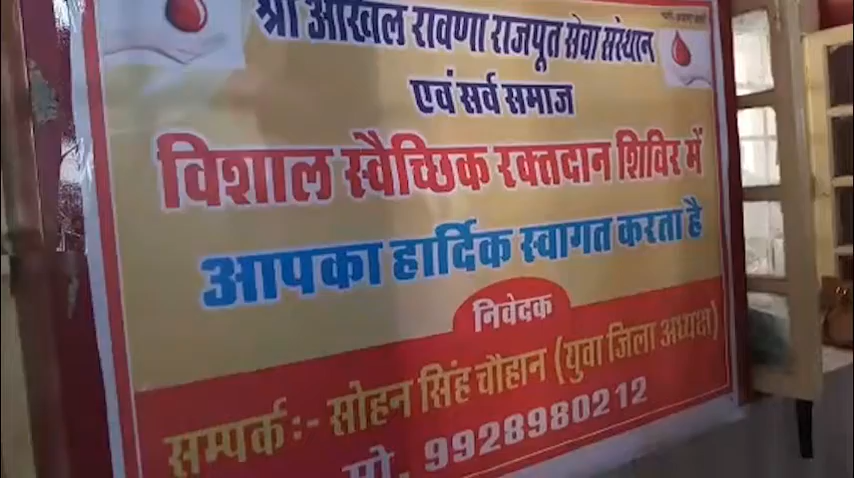 श्री अखिल रावणा राजपूत सेवा संस्थान
एवं सर्व समाज
विशाल स्वैच्छिक रक्तदान शिविर में
आपका हार्दिक स्वागत करता है
निवेदक
सम्पर्क :- सोहन सिंह चौहान (युवा जिला अध्यक्ष)
मो. 9928980212